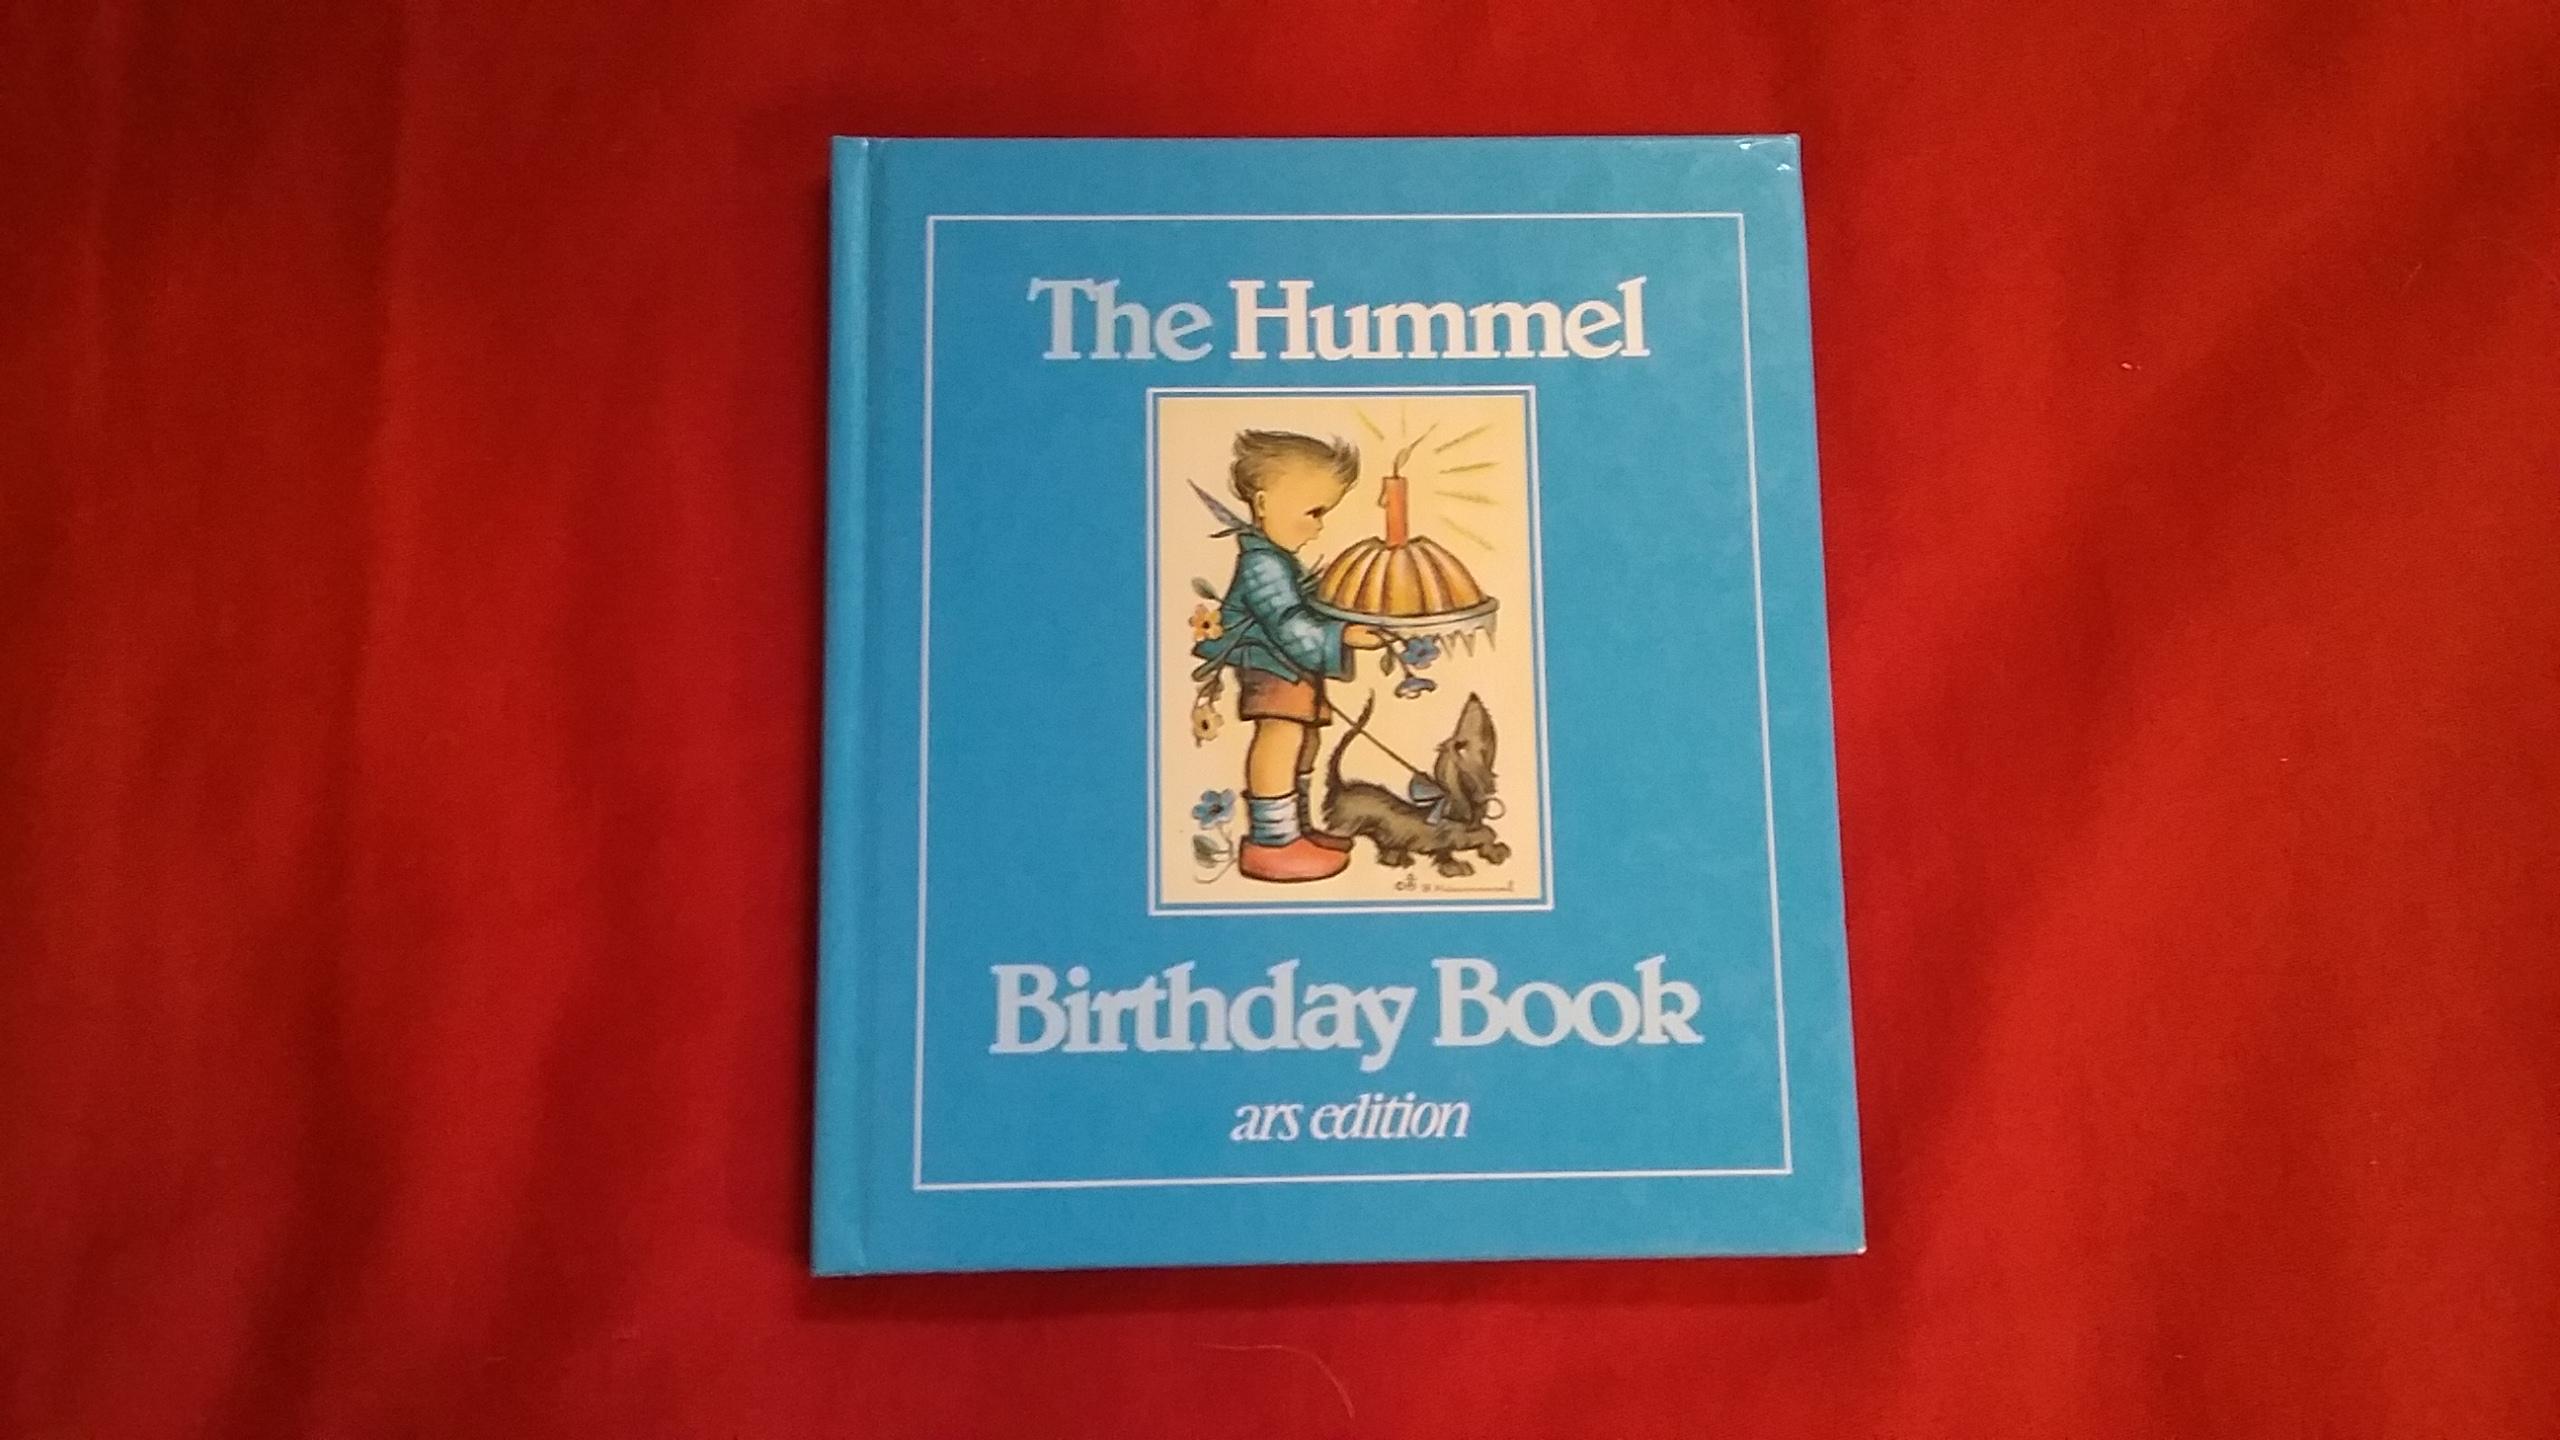 The Hummel
Birthday Book
ars edition